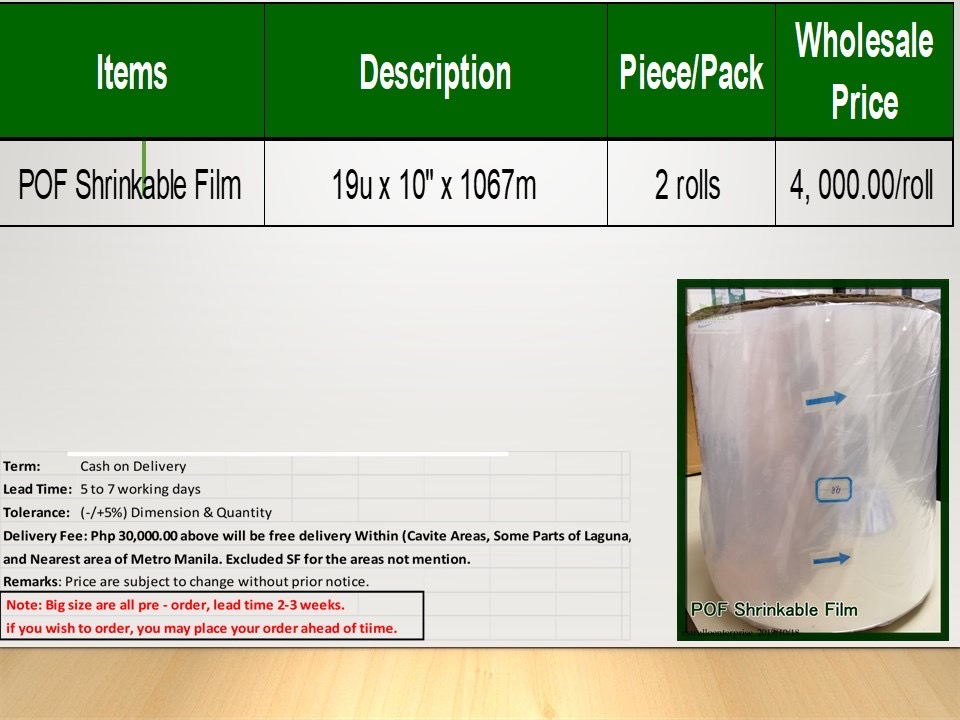 Items Description Piece/Pack Wholesale Price
POF Shrinkable Film 19u x 10" x 1067m 2 rolls 4, 000.00/roll
Term: Cash on Delivery
Lead Time: 5 to 7 working days
Tolerance: (-/+5%) Dimension & Quantity
Delivery Fee: Php 30,000.00 above will be free delivery Within (Cavite Areas, Some Parts of Laguna,
and Nearest area of Metro Manila. Excluded SF for the areas not mention.
Remarks: Price are subject to change without prior notice.
Note: Big size are all pre - order, lead time 2-3 weeks.
if you wish to order, you may place your order ahead of tiime.
POF Shrinkable Film